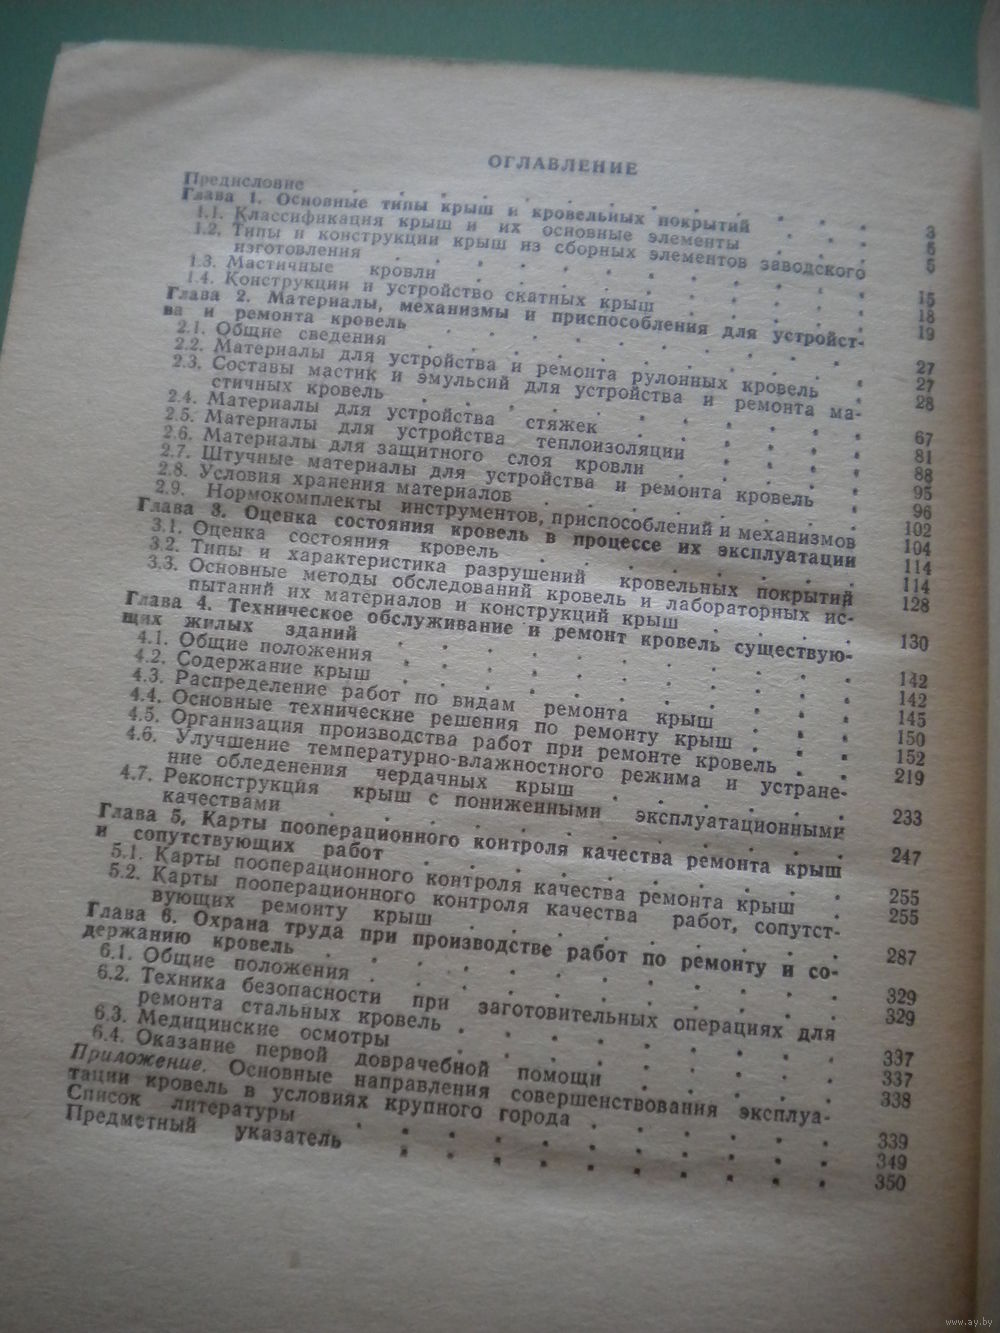 ОГЛАВЛЕНИЕ
Предисловие . . . . . . . . . . 3
Глава 1. Основные типы крыш и кровельных покрытий . . . 5
1.1. Классификация крыш и их основные элементы . . . 5
1.2. Типы и конструкции крыш из сборных элементов заводского
изготовления . . . . . . . . . 15
1.3. Мастичные кровли . . . . . . . . 18
1.4. Конструкции и устройство скатных крыш . . . . 19
Глава 2. Материалы, механизмы и приспособления для устройст-
ва и ремонта кровель . . . . . . . . 27
2.1. Общие сведения . . . . . . . . 27
2.2. Материалы для устройства и ремонта рулонных кровель . 28
2.3. Составы мастик и эмульсий для устройства и ремонта ма-
стичных кровель . . . . . . . . 67
2.4. Материалы для устройства стяжек . . . . 81
2.5. Материалы для устройства теплоизоляции . . . . 88
2.6. Материалы для защитного слоя кровли . . . . 95
2.7. Штучные материалы для устройства и ремонта кровель . 96
2.8. Условия хранения материалов . . . . . . 102
2.9. Нормокомплекты инструментов, приспособлений и механизмов 104
Глава 3. Оценка состояния кровель в процессе их эксплуатации 114
3.1. Оценка состояния кровель . . . . . . 114
3.2. Типы и характеристика разрушений кровельных покрытий 128
3.3. Основные методы обследований кровель и лабораторных ис-
пытаний их материалов и конструкций крыш . . . . 130
Глава 4. Техническое обслуживание и ремонт кровель существую-
щих жилых зданий . . . . . . . . 142
4.1. Общие положения . . . . . . . . 142
4.2. Содержание крыш . . . . . . . . 145
4.3. Распределение работ по видам ремонта крыш . . . 150
4.4. Основные технические решения по ремонту крыш . . . 152
4.5. Организация производства работ при ремонте кровель . . 219
4.6. Улучшение температурно-влажностного режима и устране-
ние обледенения чердачных крыш . . . . . 233
4.7. Реконструкция крыш с пониженными эксплуатационными
качествами . . . . . . . . . 247
Глава 5. Карты пооперационного контроля качества ремонта крыш
и сопутствующих работ . . . . . . . . 255
5.1. Карты пооперационного контроля качества ремонта крыш . 255
5.2. Карты пооперационного контроля качества работ, сопутст-
вующих ремонту крыш . . . . . . . 287
Глава 6. Охрана труда при производстве работ по ремонту и со-
держанию кровель . . . . . . . . . 329
6.1. Общие положения . . . . . . . . 329
6.2. Техника безопасности при заготовительных операциях для
ремонта стальных кровель . . . . . . . 337
6.3. Медицинские осмотры . . . . . . . . 337
6.4. Оказание первой доврачебной помощи . . . . 338
Приложение. Основные направления совершенствования эксплуа-
тации кровель в условиях крупного города . . . . . 339
Список литературы . . . . . . . . . 349
Предметный указатель . . . . . . . . . 350
www.ay.by